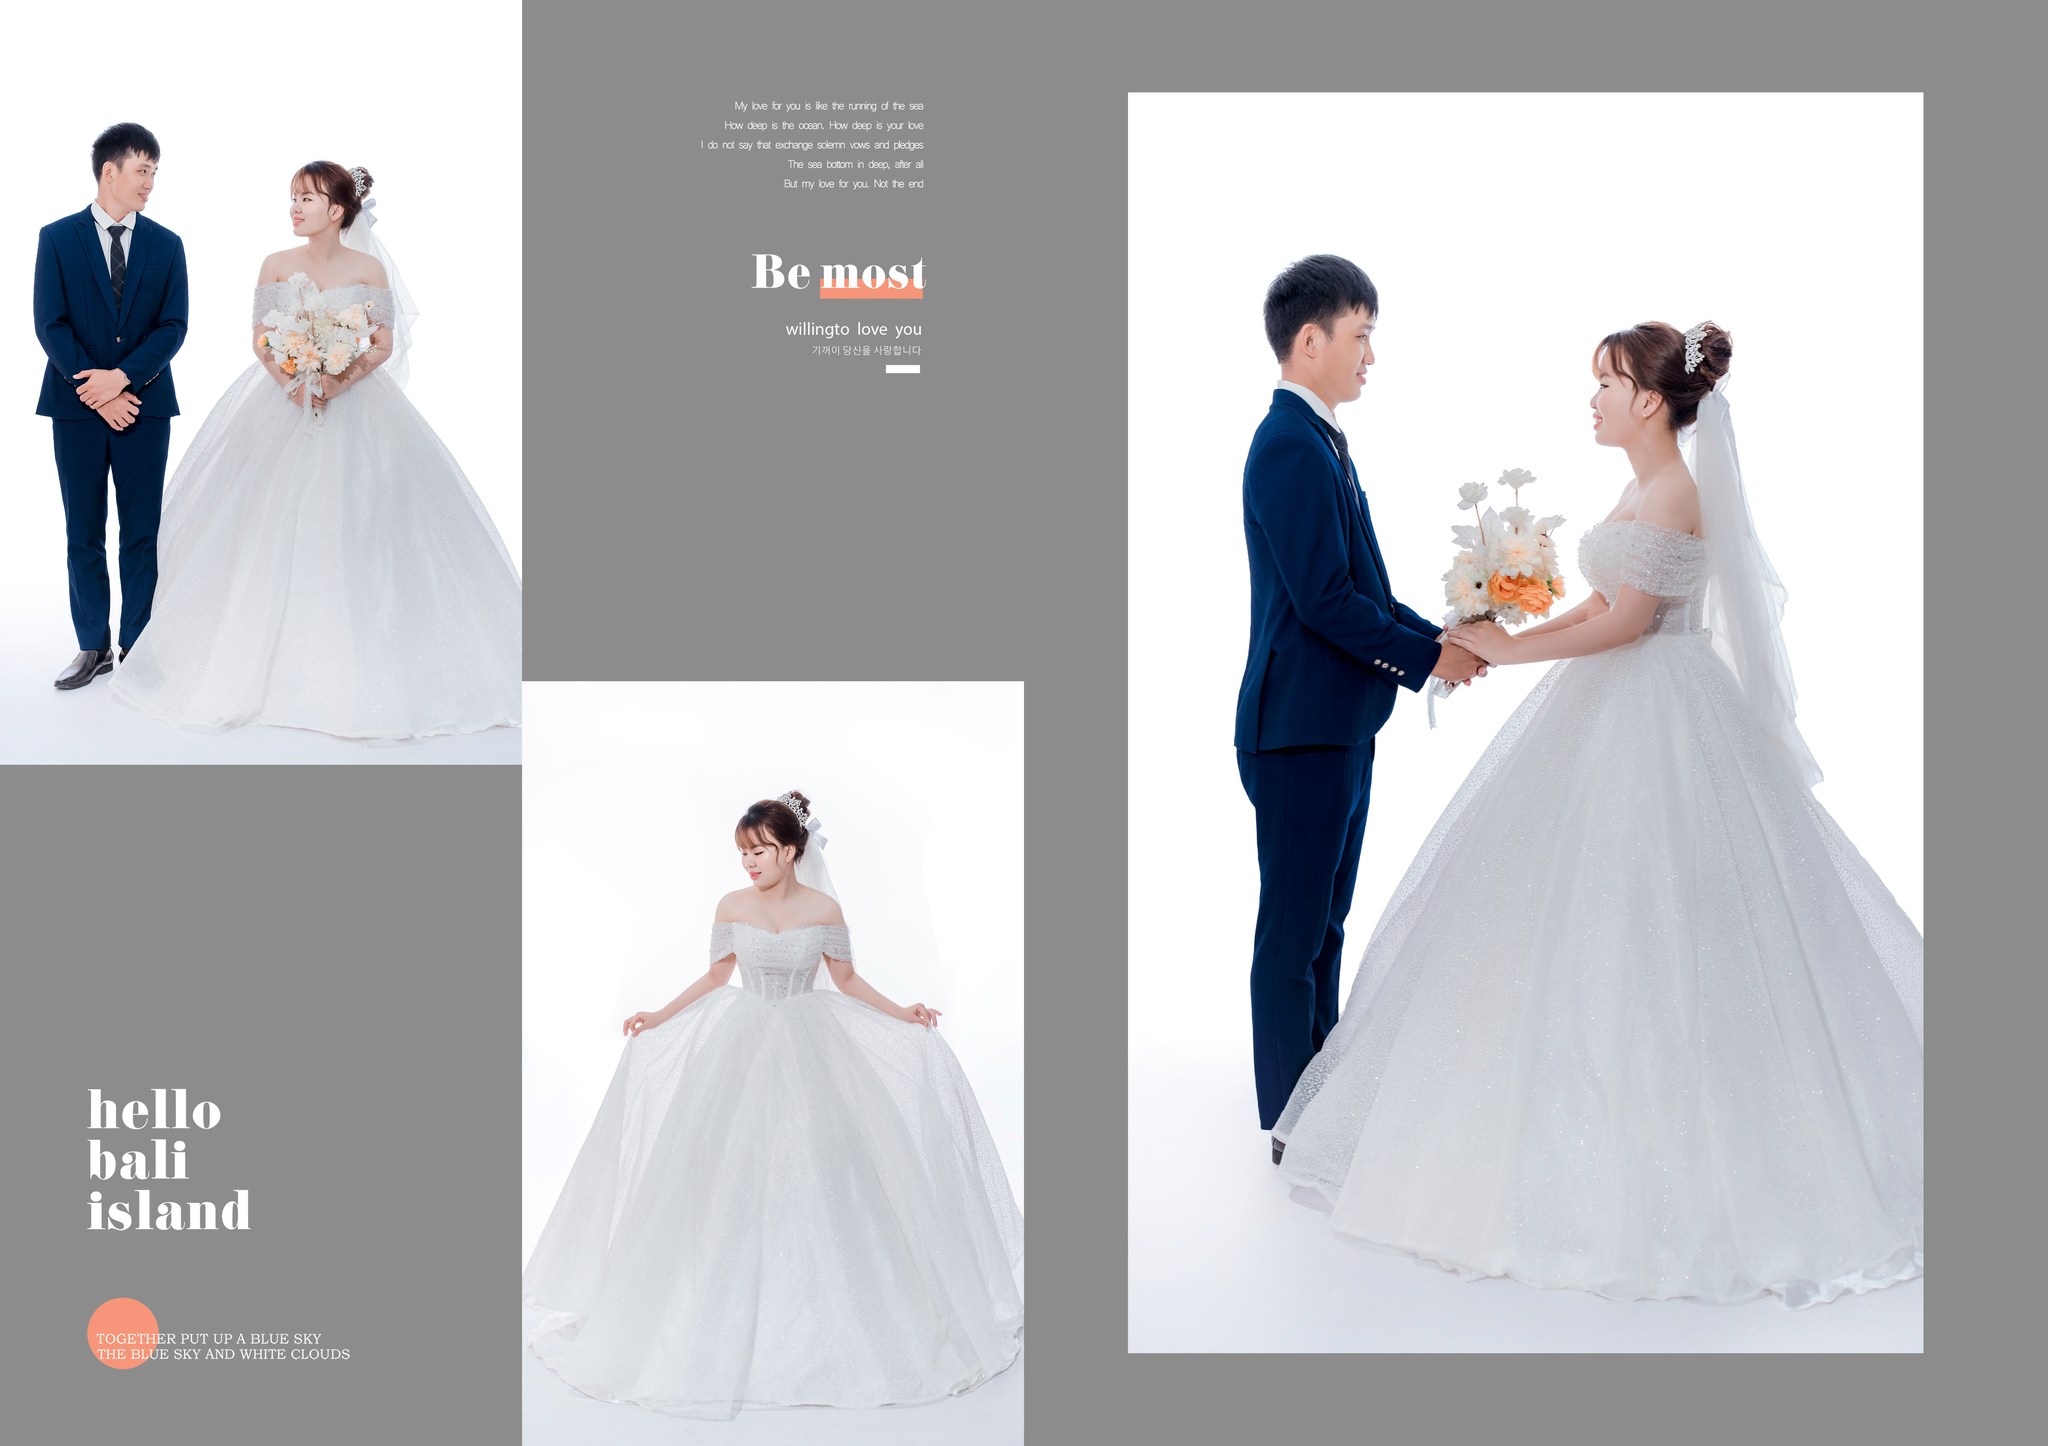 My love for you is like the running of the sea
How deep is the ocean. How deep is your love
I do not say that exchange solemn vows and pledges
The sea bottom in deep, after all
But my love for you. Not the end
Be most
willingto love you
기꺼이 당신을 사랑합니다
hello
bali
island
TOGETHER PUT UP A BLUE SKY
THE BLUE SKY AND WHITE CLOUDS